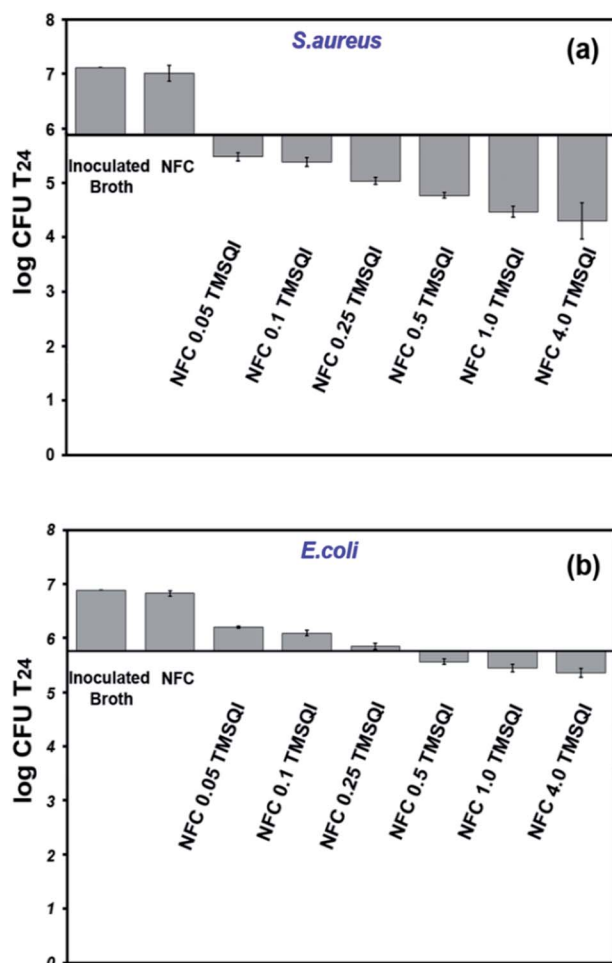 S.aureus
(a)
log CFU T24
7
6
5
4
3
2
1
0
Inoculated
Broth
NFC
NFC 0.05 TMSQI
NFC 0.1 TMSQI
NFC 0.25 TMSQI
NFC 0.5 TMSQI
NFC 1.0 TMSQI
NFC 4.0 TMSQI
E.coli
(b)
log CFU T24
8
7
6
5
4
3
2
1
0
Inoculated
Broth
NFC
NFC 0.05 TMSQI
NFC 0.1 TMSQI
NFC 0.25 TMSQI
NFC 0.5 TMSQI
NFC 1.0 TMSQI
NFC 4.0 TMSQI